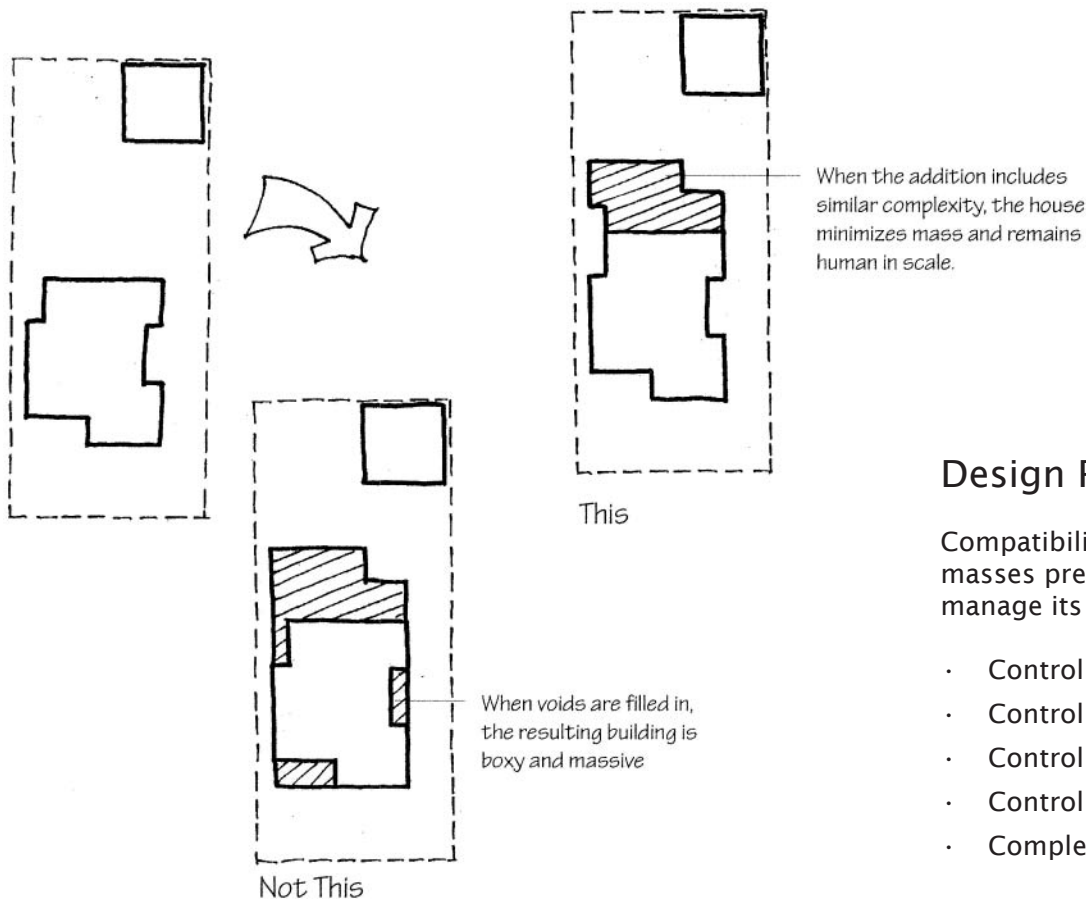 When the addition includes
similar complexity, the house
minimizes mass and remains
human in scale.
This
When voids are filled in,
the resulting building is
boxy and massive
Not This
Design
Compatibili
masses pre
manage its
· Control
· Control
· Control
· Control
· Comple